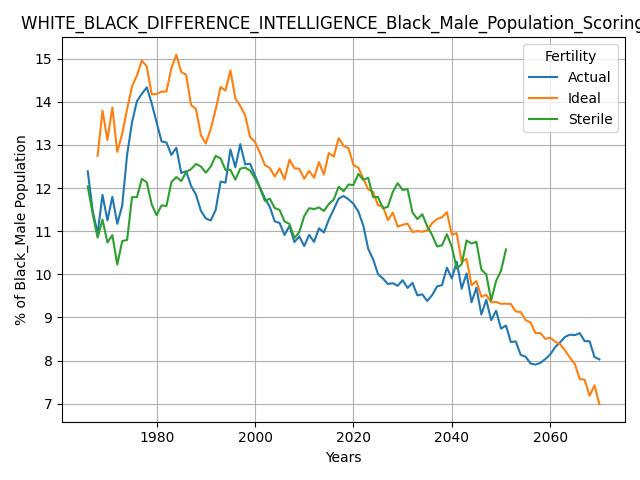 WHITE_BLACK_DIFFERENCE_INTELLIGENCE_Black_Male_Population_Scoring
Fertility
Actual
Ideal
Sterile
% of Black_Male Population
15
14
13
12
11
10
9
8
7
1980
2000
2020
2040
2060
Years